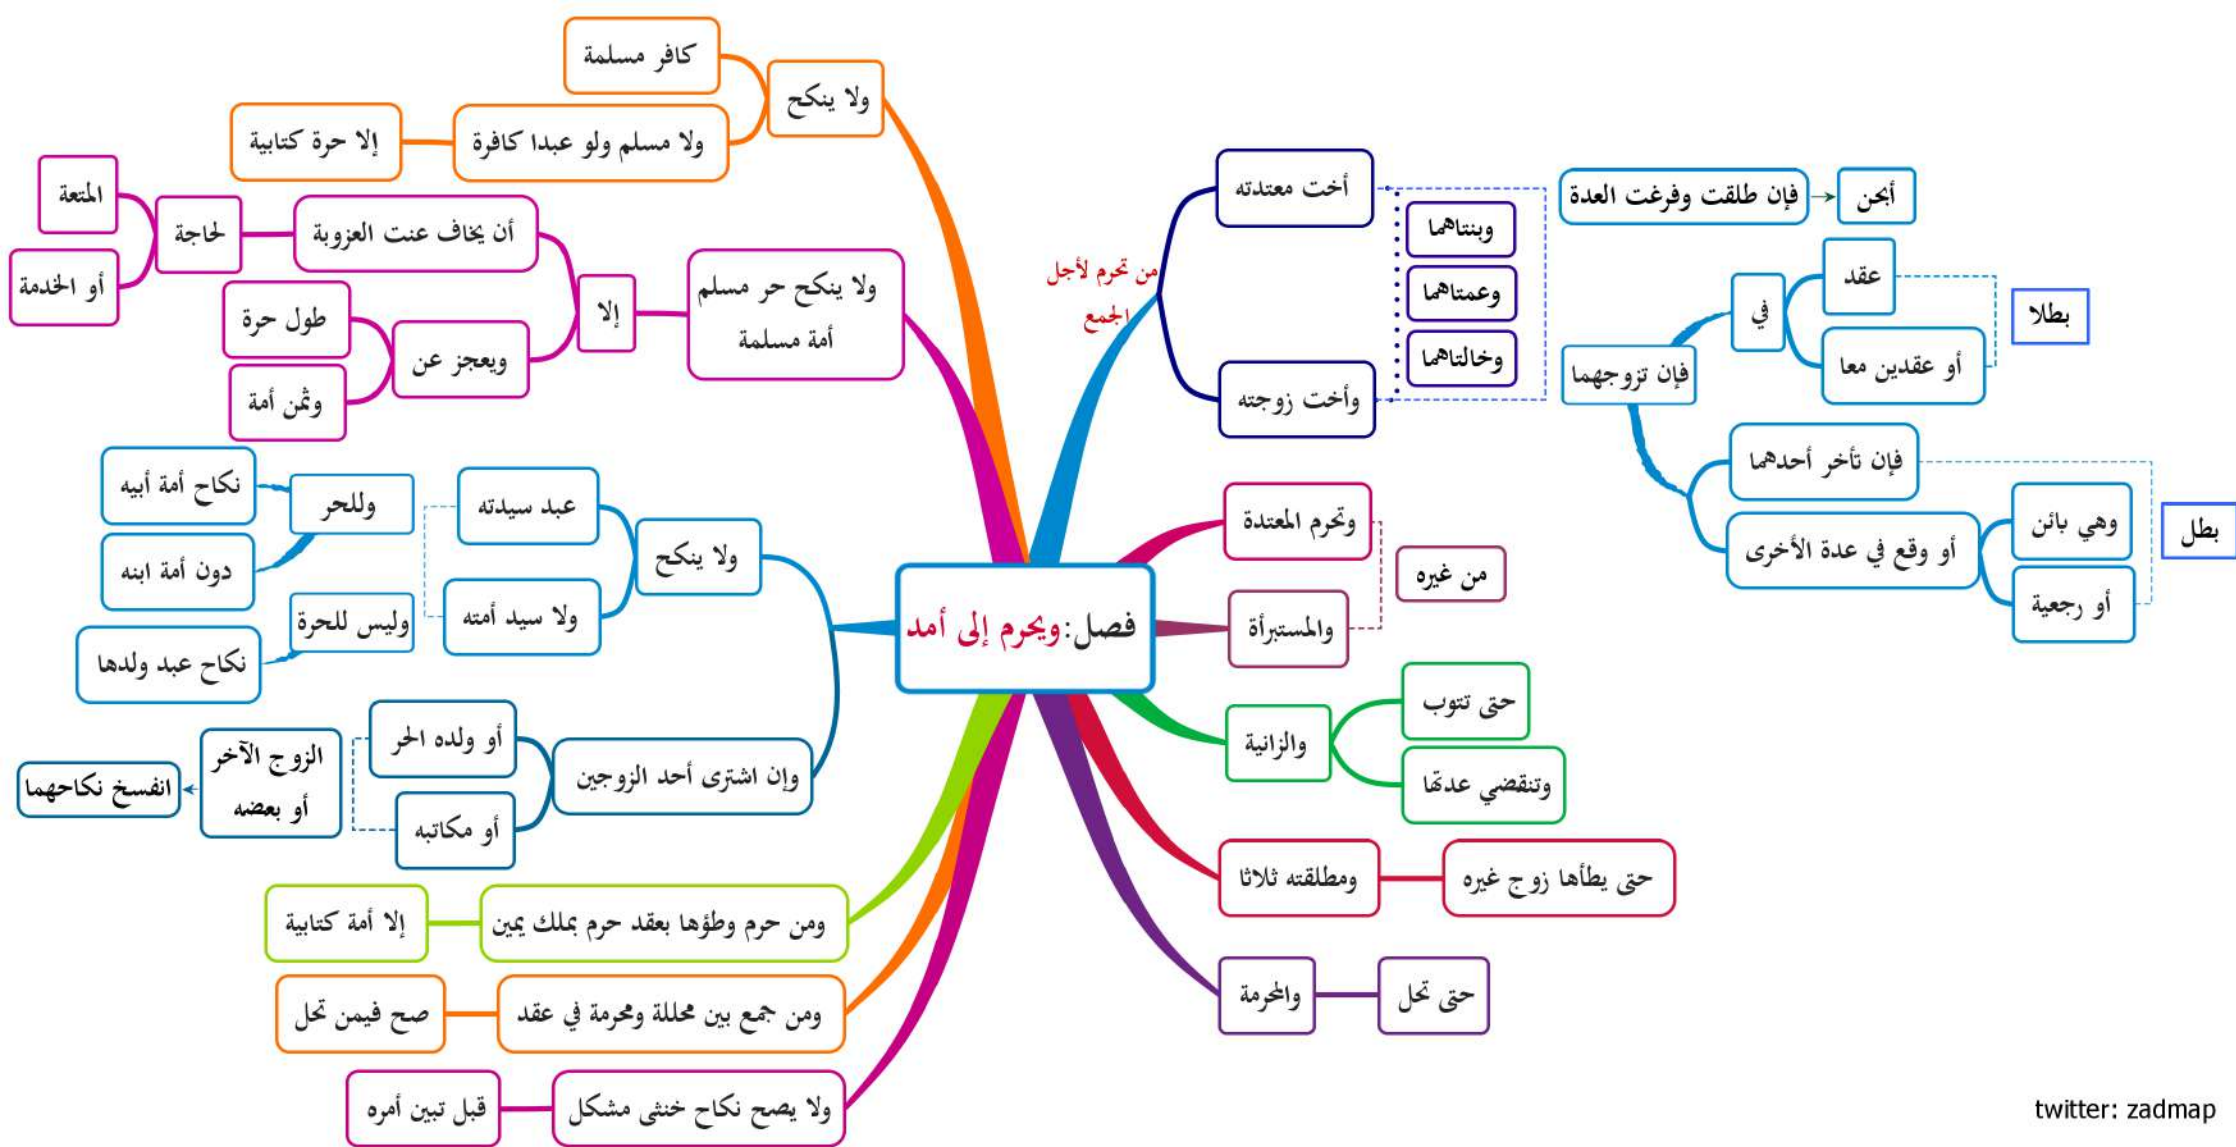 فصل: ويحرم إلى أمد
من تحرم لأجل
الجمع
أخت معتدته
وأخت زوجته
وبنتاهما
وعمتاهما
وخالتاهما
فإن طلقت وفرغت العدة
أبحن
فإن تزوجهما
في
عقد
أو عقدين معا
بطلا
فإن تأخر أحدهما
أو وقع في عدة الأخرى
وهي بائن
أو رجعية
بطل
وتحرم المعتدة
والمستبرأة
من غيره
والزانية
حتى تتوب
وتنقضي عدتها
ومطلقته ثلاثا
حتى يطأها زوج غيره
والمحرمة
حتى تحل
ولا ينكح
كافر مسلمة
ولا مسلم ولو عبدا كافرة
إلا حرة كتابية
ولا ينكح حر مسلم
أمة مسلمة
إلا
أن يخاف عنت العزوبة
لحاجة
المتعة
أو الخدمة
ويعجز عن
طول حرة
وثمن أمة
ولا ينكح
عبد سيدته
ولا سيد أمته
وللحر
نكاح أمة أبيه
دون أمة ابنه
وليس للحرة
نكاح عبد ولدها
وإن اشترى أحد الزوجين
أو ولده الحر
أو مكاتبه
الزوج الآخر
أو بعضه
انفسخ نكاحهما
ومن حرم وطؤها بعقد حرم بملك يمين
إلا أمة كتابية
ومن جمع بين محللة ومحرمة في عقد
صح فيمن تحل
ولا يصح نكاح خنثى مشكل
قبل تبين أمره
twitter: zadmap